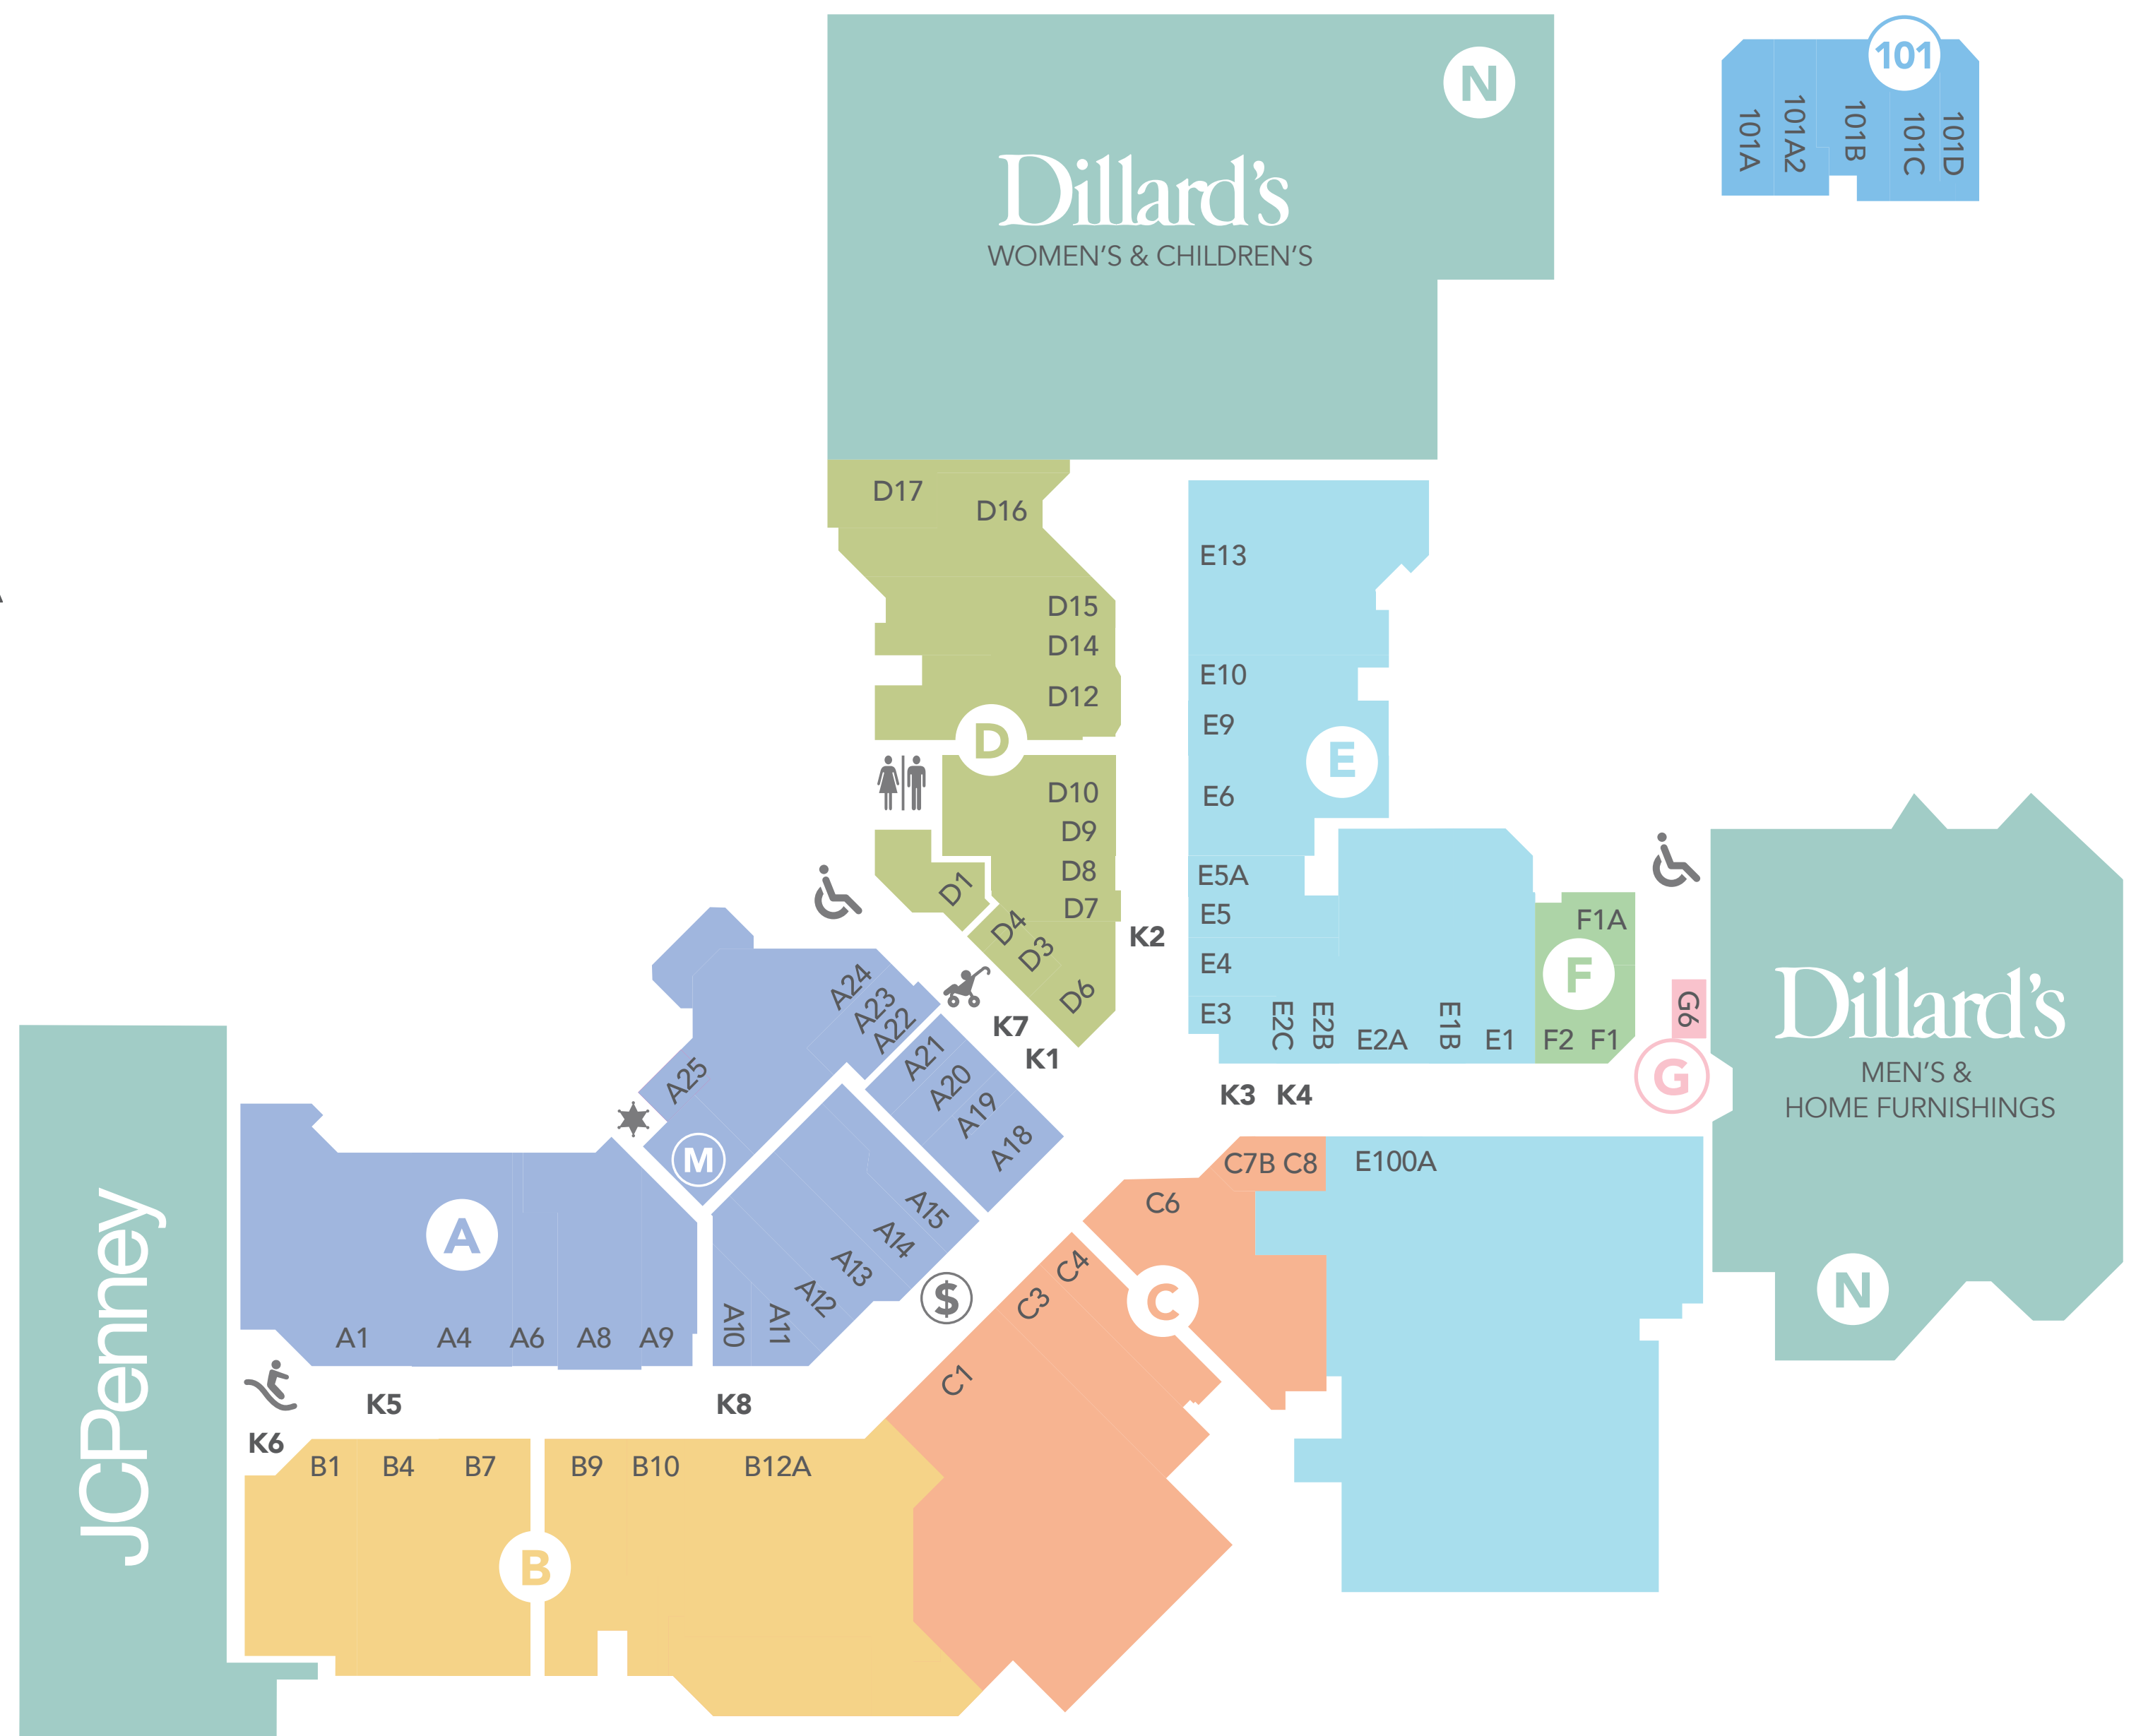 N
101
101A
101A2
101B
101C
101D
Dillard's
WOMEN'S & CHILDREN'S
D17
D16
E13
D15
D14
E10
D12
E9
D
E
D10
E6
D9
D8
E5A
D1
D7
E5
D4
K2
F1A
D3
E4
F
A24
A23
A22
D6
E3
E2C
E2B
E2A
E1B
E1
F2
F1
G6
G
Dillard's
MEN'S &
HOME FURNISHINGS
K7
K1
A21
A20
A19
A18
A25
K3
K4
M
C7B
C8
E100A
C6
A
A15
A14
A13
A12
A11
A10
$
C4
C3
C
N
JCPenney
A1
A4
A6
A8
A9
C1
K5
K8
K6
B1
B4
B7
B9
B10
B12A
B